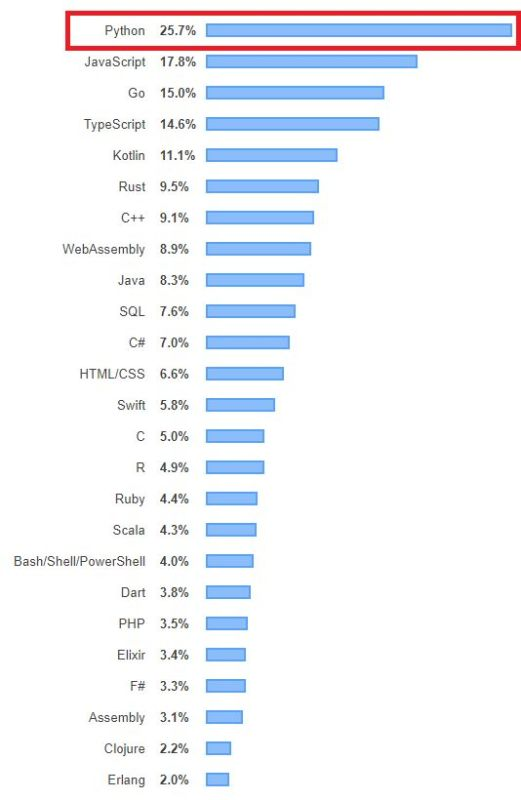 Python 25.7%
JavaScript 17.8%
Go 15.0%
TypeScript 14.6%
Kotlin 11.1%
Rust 9.5%
C++ 9.1%
WebAssembly 8.9%
Java 8.3%
SQL 7.6%
C# 7.0%
HTML/CSS 6.6%
Swift 5.8%
C 5.0%
R 4.9%
Ruby 4.4%
Scala 4.3%
Bash/Shell/PowerShell 4.0%
Dart 3.8%
PHP 3.5%
Elixir 3.4%
F# 3.3%
Assembly 3.1%
Clojure 2.2%
Erlang 2.0%